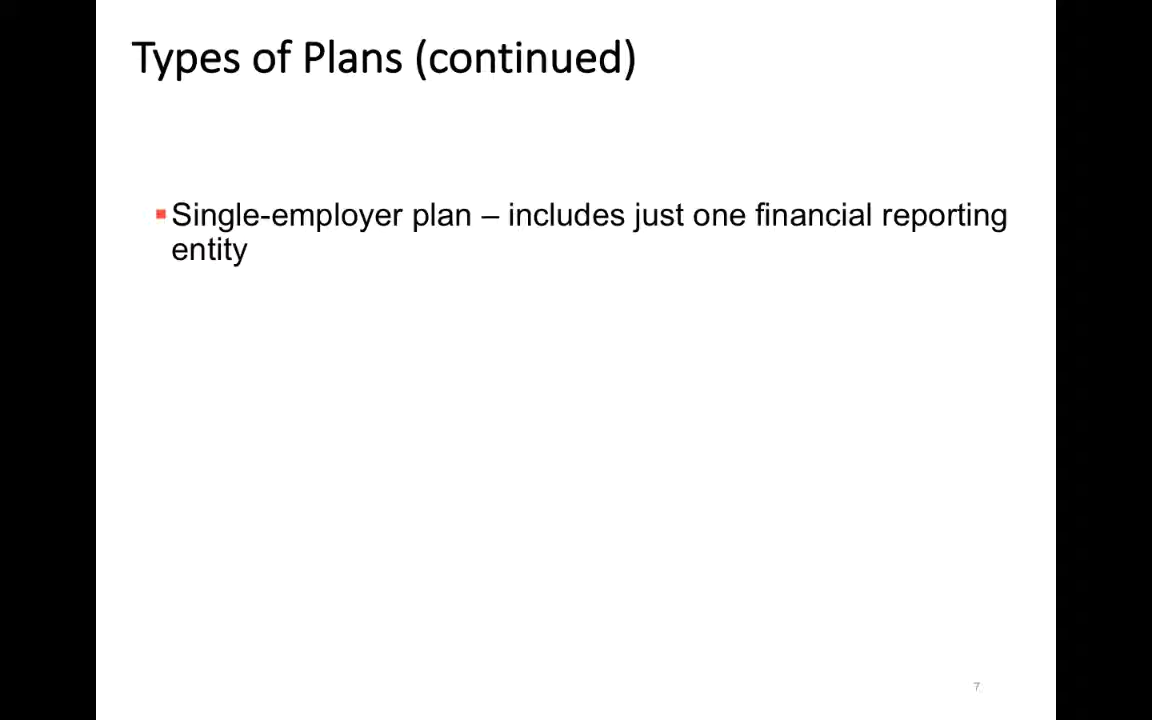 Types of Plans (continued)
▪Single-employer plan – includes just one financial reporting
entity
7